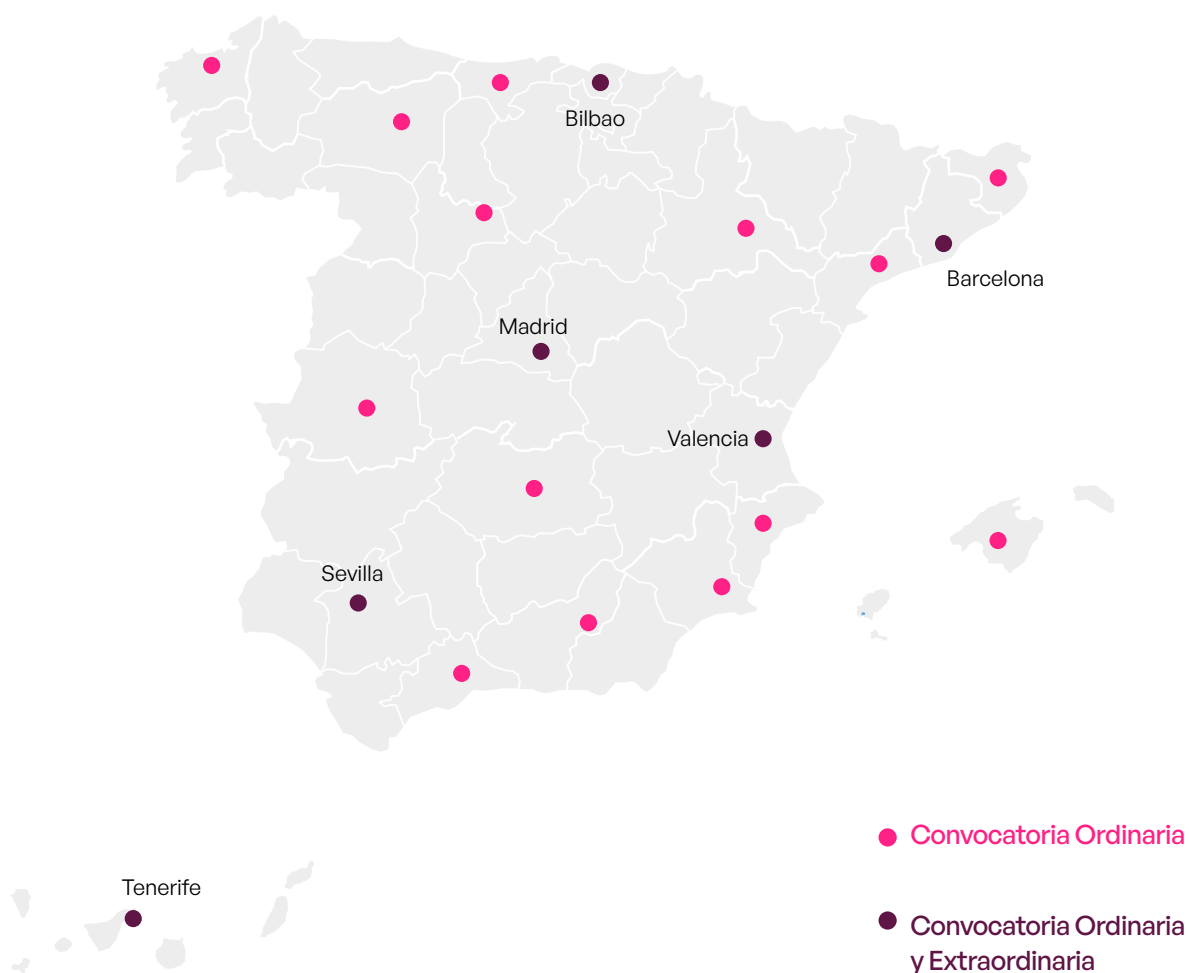 Bilbao
Barcelona
Madrid
Valencia
Sevilla
Convocatoria Ordinaria
Tenerife
Convocatoria Ordinaria
y Extraordinaria